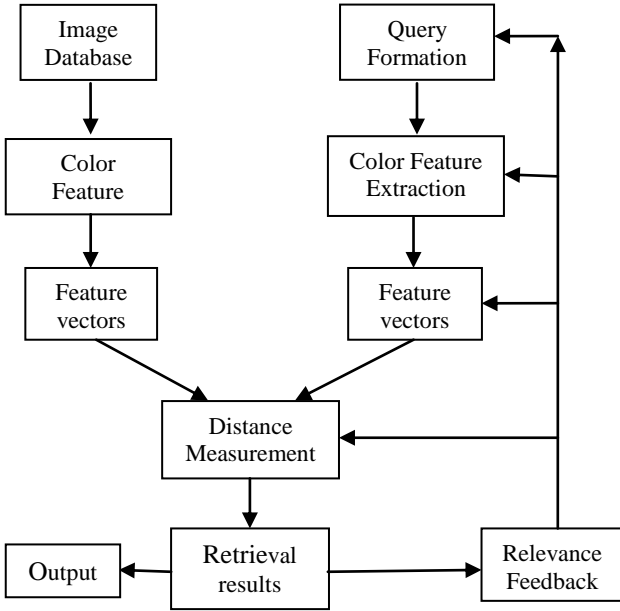 Image
Database
Query
Formation
Color
Feature
Color Feature
Extraction
Feature
vectors
Feature
vectors
Distance
Measurement
Output
Retrieval
results
Relevance
Feedback